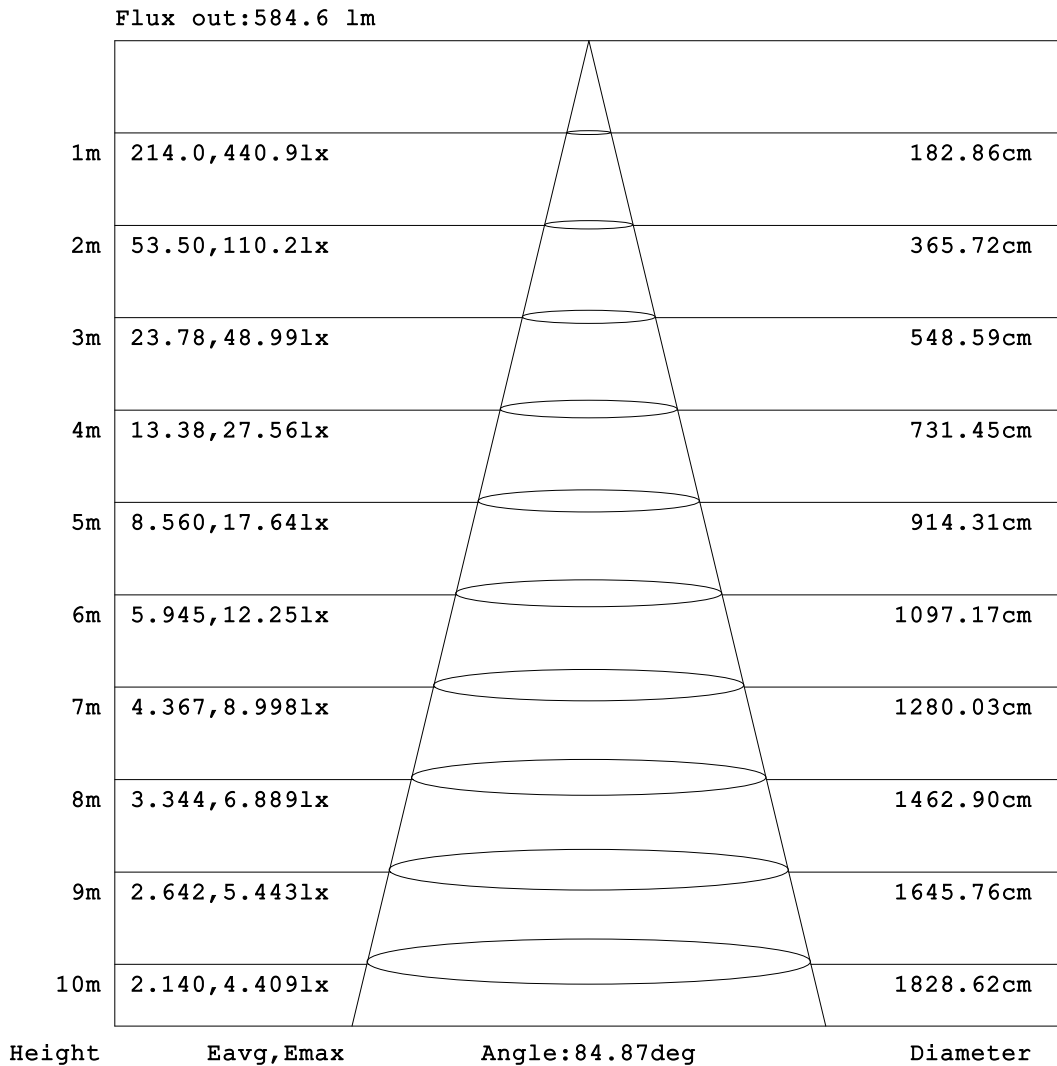 Flux out:584.6 lm
1m 214.0,440.9lx 182.86cm
2m 53.50,110.2lx 365.72cm
3m 23.78,48.99lx 548.59cm
4m 13.38,27.56lx 731.45cm
5m 8.560,17.64lx 914.31cm
6m 5.945,12.25lx 1097.17cm
7m 4.367,8.998lx 1280.03cm
8m 3.344,6.889lx 1462.90cm
9m 2.642,5.443lx 1645.76cm
10m 2.140,4.409lx 1828.62cm
Height Eavg,Emax Angle:84.87deg Diameter